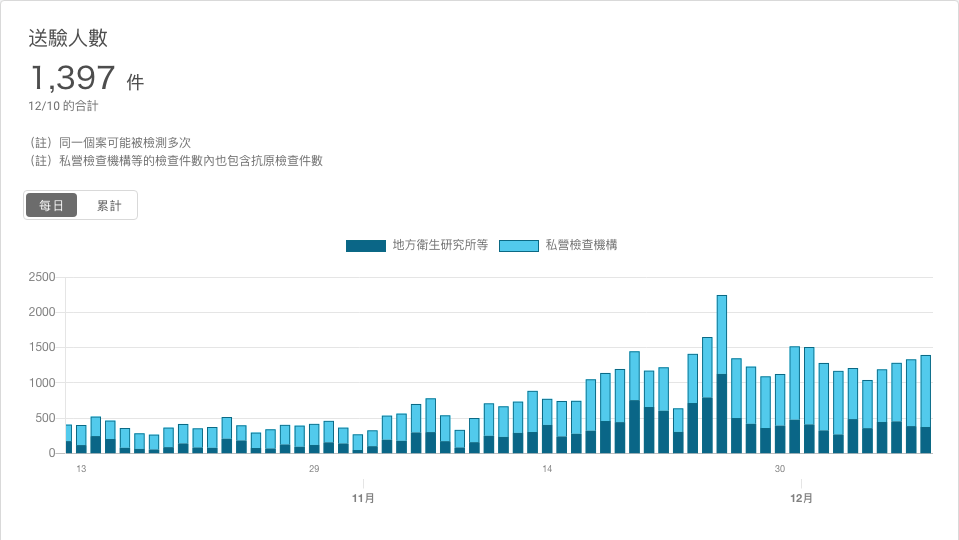 送驗人數
1,397 件
12/10 的合計
（註）同一個案可能被檢測多次
（註）私營檢查機構等的檢查件數內也包含抗原檢查件數
每日 累計
地方衛生研究所等 私營檢查機構
2500
2000
1500
1000
500
0
13 29 14 30
11月 12月